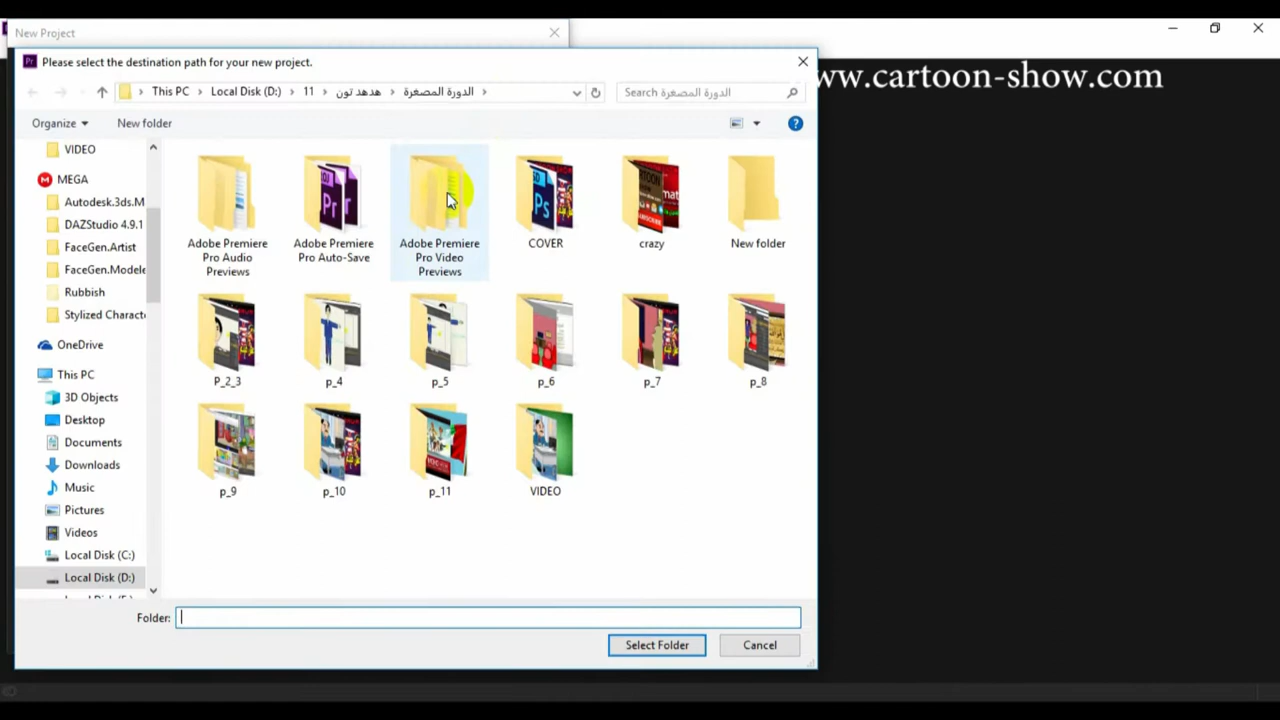 New Project
Please select the destination path for your new project.
www.cartoon-show.com
This PC > Local Disk (D:) > 11 > هدهد تون > الدورة المصغرة >
Search الدورة المصغرة
Organize
New folder
VIDEO
MEGA
Autodesk.3ds.M
DAZStudio 4.9.1
FaceGen.Artist
FaceGen.Modele
Rubbish
Stylized Charact
OneDrive
This PC
3D Objects
Desktop
Documents
Downloads
Music
Pictures
Videos
Local Disk (C:)
Local Disk (D:)
Adobe Premiere
Pro Audio
Previews
Adobe Premiere
Pro Auto-Save
Adobe Premiere
Pro Video
Previews
COVER
crazy
New folder
P_2_3
p_4
p_5
p_6
p_7
p_8
p_9
p_10
p_11
VIDEO
Folder:
Select Folder
Cancel